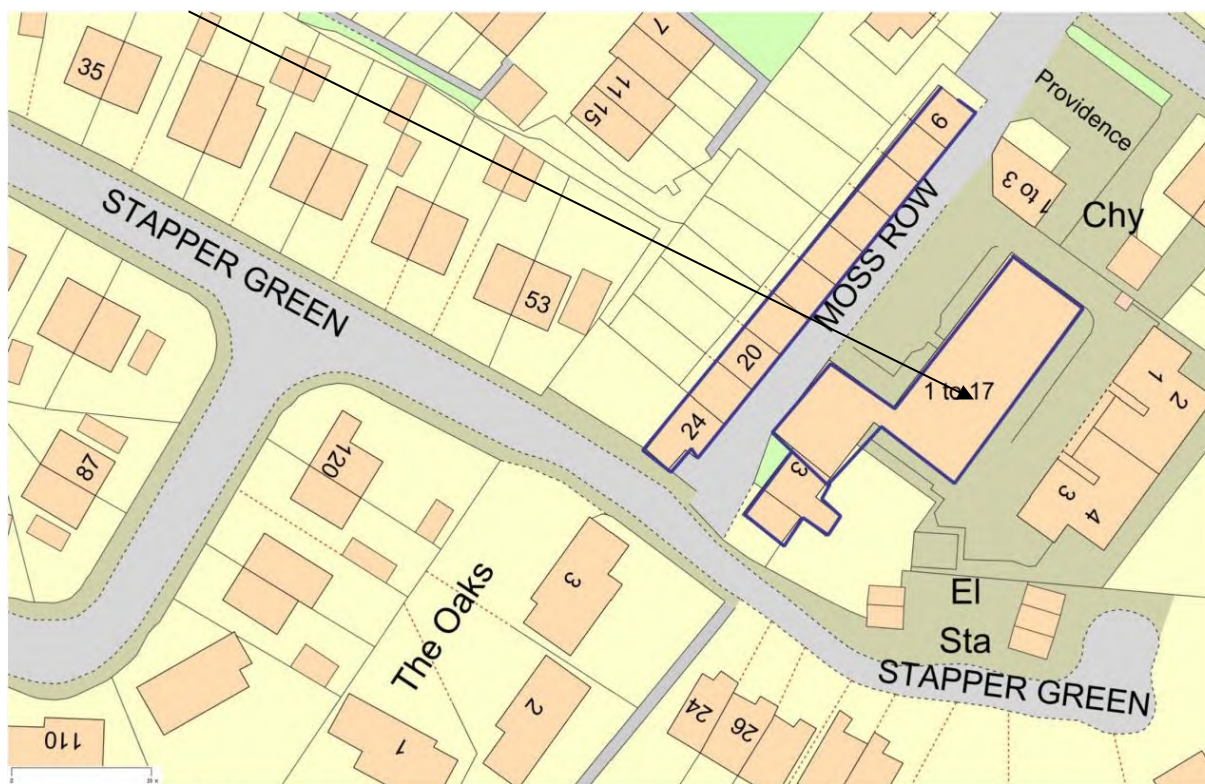 35
7
11 15
9
Providence
1 to 3
Chy
STAPPER GREEN
MOSS ROW
53
20
1 to 17
24
1
2
3
4
3
87
120
3
The Oaks
El
Sta
STAPPER GREEN
2
24
26
110
1